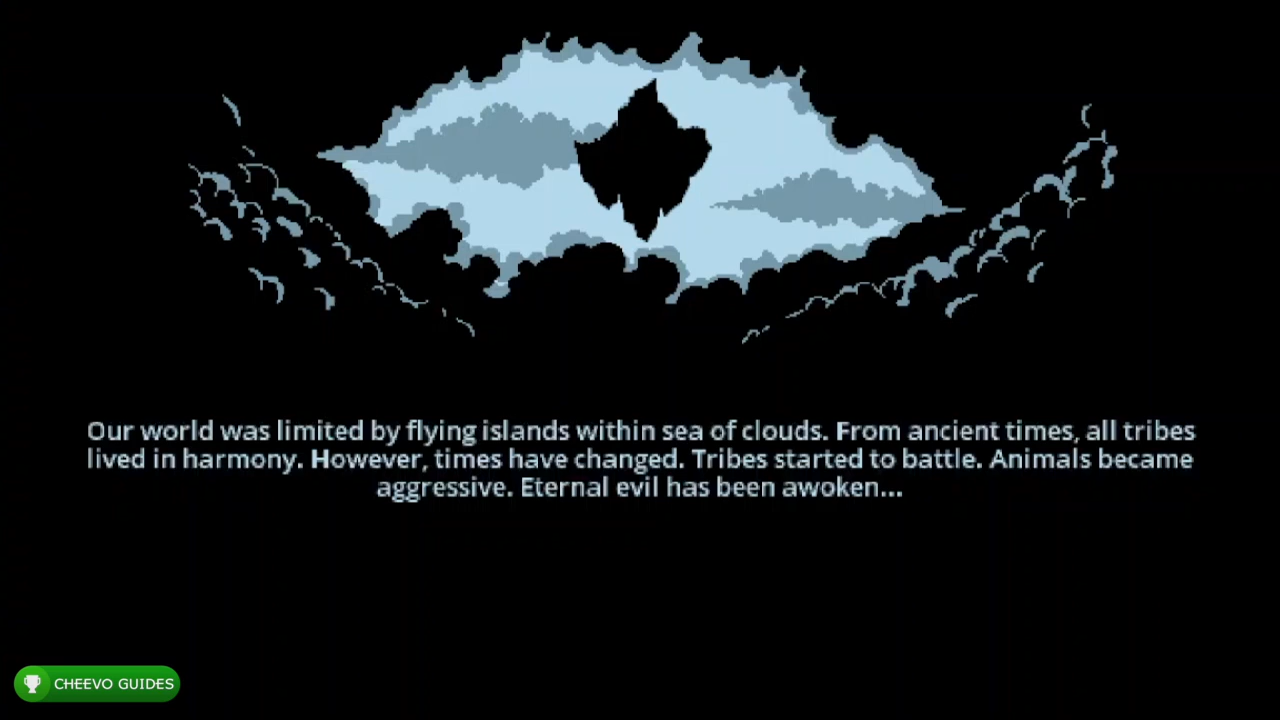 Our world was limited by flying islands within sea of clouds. From ancient times, all tribes
lived in harmony. However, times have changed. Tribes started to battle. Animals became
aggressive. Eternal evil has been awoken...
CHEEVO GUIDES